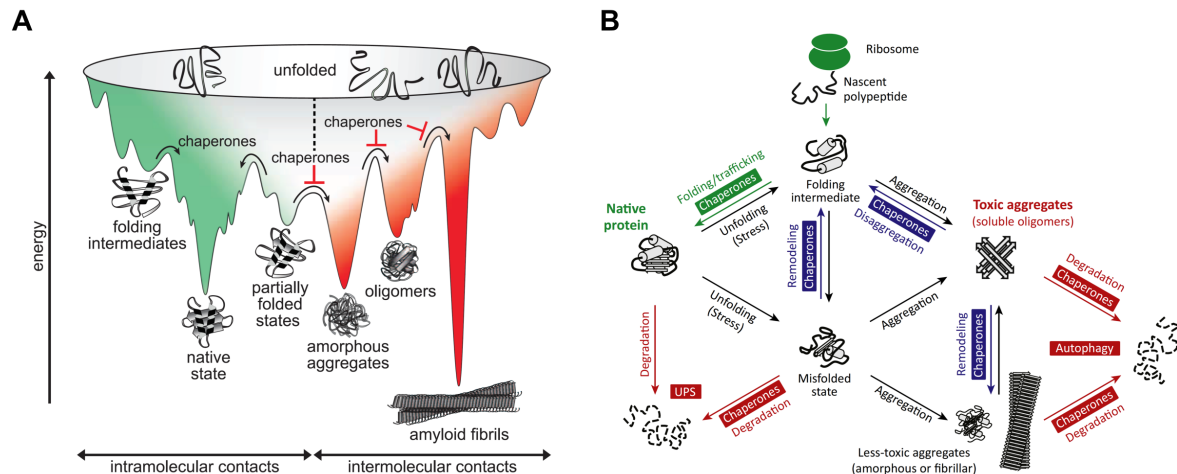 A
unfolded
chaperones
chaperones
chaperones
folding
intermediates
partially
folded
states
oligomers
native
state
amorphous
aggregates
amyloid fibrils
energy
intramolecular contacts
intermolecular contacts
B
Ribosome
Nascent
polypeptide
Folding/trafficking
Chaperones
Unfolding
(Stress)
Folding
intermediate
Aggregation
Chaperones
Disaggregation
Native
protein
Toxic aggregates
(soluble oligomers)
Remodeling
Chaperones
Unfolding
(Stress)
Aggregation
Degradation
Chaperones
Degradation
UPS
Chaperones
Degradation
Misfolded
state
Aggregation
Remodeling
Chaperones
Autophagy
Chaperones
Degradation
Less-toxic aggregates
(amorphous or fibrillar)